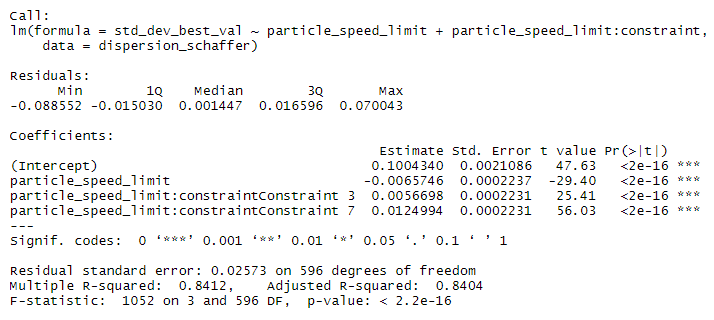 Call:
lm(formula = std_dev_best_val ~ particle_speed_limit + particle_speed_limit:constraint,
    data = dispersion_schaffer)

Residuals:
      Min        1Q    Median        3Q       Max
-0.088552 -0.015030  0.001447  0.016596  0.070043

Coefficients:
                                              Estimate Std. Error t value Pr(>|t|)
(Intercept)                                  0.1004340  0.0021086   47.63   <2e-16 ***
particle_speed_limit                        -0.0065746  0.0002237  -29.40   <2e-16 ***
particle_speed_limit:constraintConstraint 3  0.0056698  0.0002231   25.41   <2e-16 ***
particle_speed_limit:constraintConstraint 7  0.0124994  0.0002231   56.03   <2e-16 ***
---
Signif. codes:  0 ‘***’ 0.001 ‘**’ 0.01 ‘*’ 0.05 ‘.’ 0.1 ‘ ’ 1

Residual standard error: 0.02573 on 596 degrees of freedom
Multiple R-squared:  0.8412,    Adjusted R-squared:  0.8404
F-statistic:  1052 on 3 and 596 DF,  p-value: < 2.2e-16